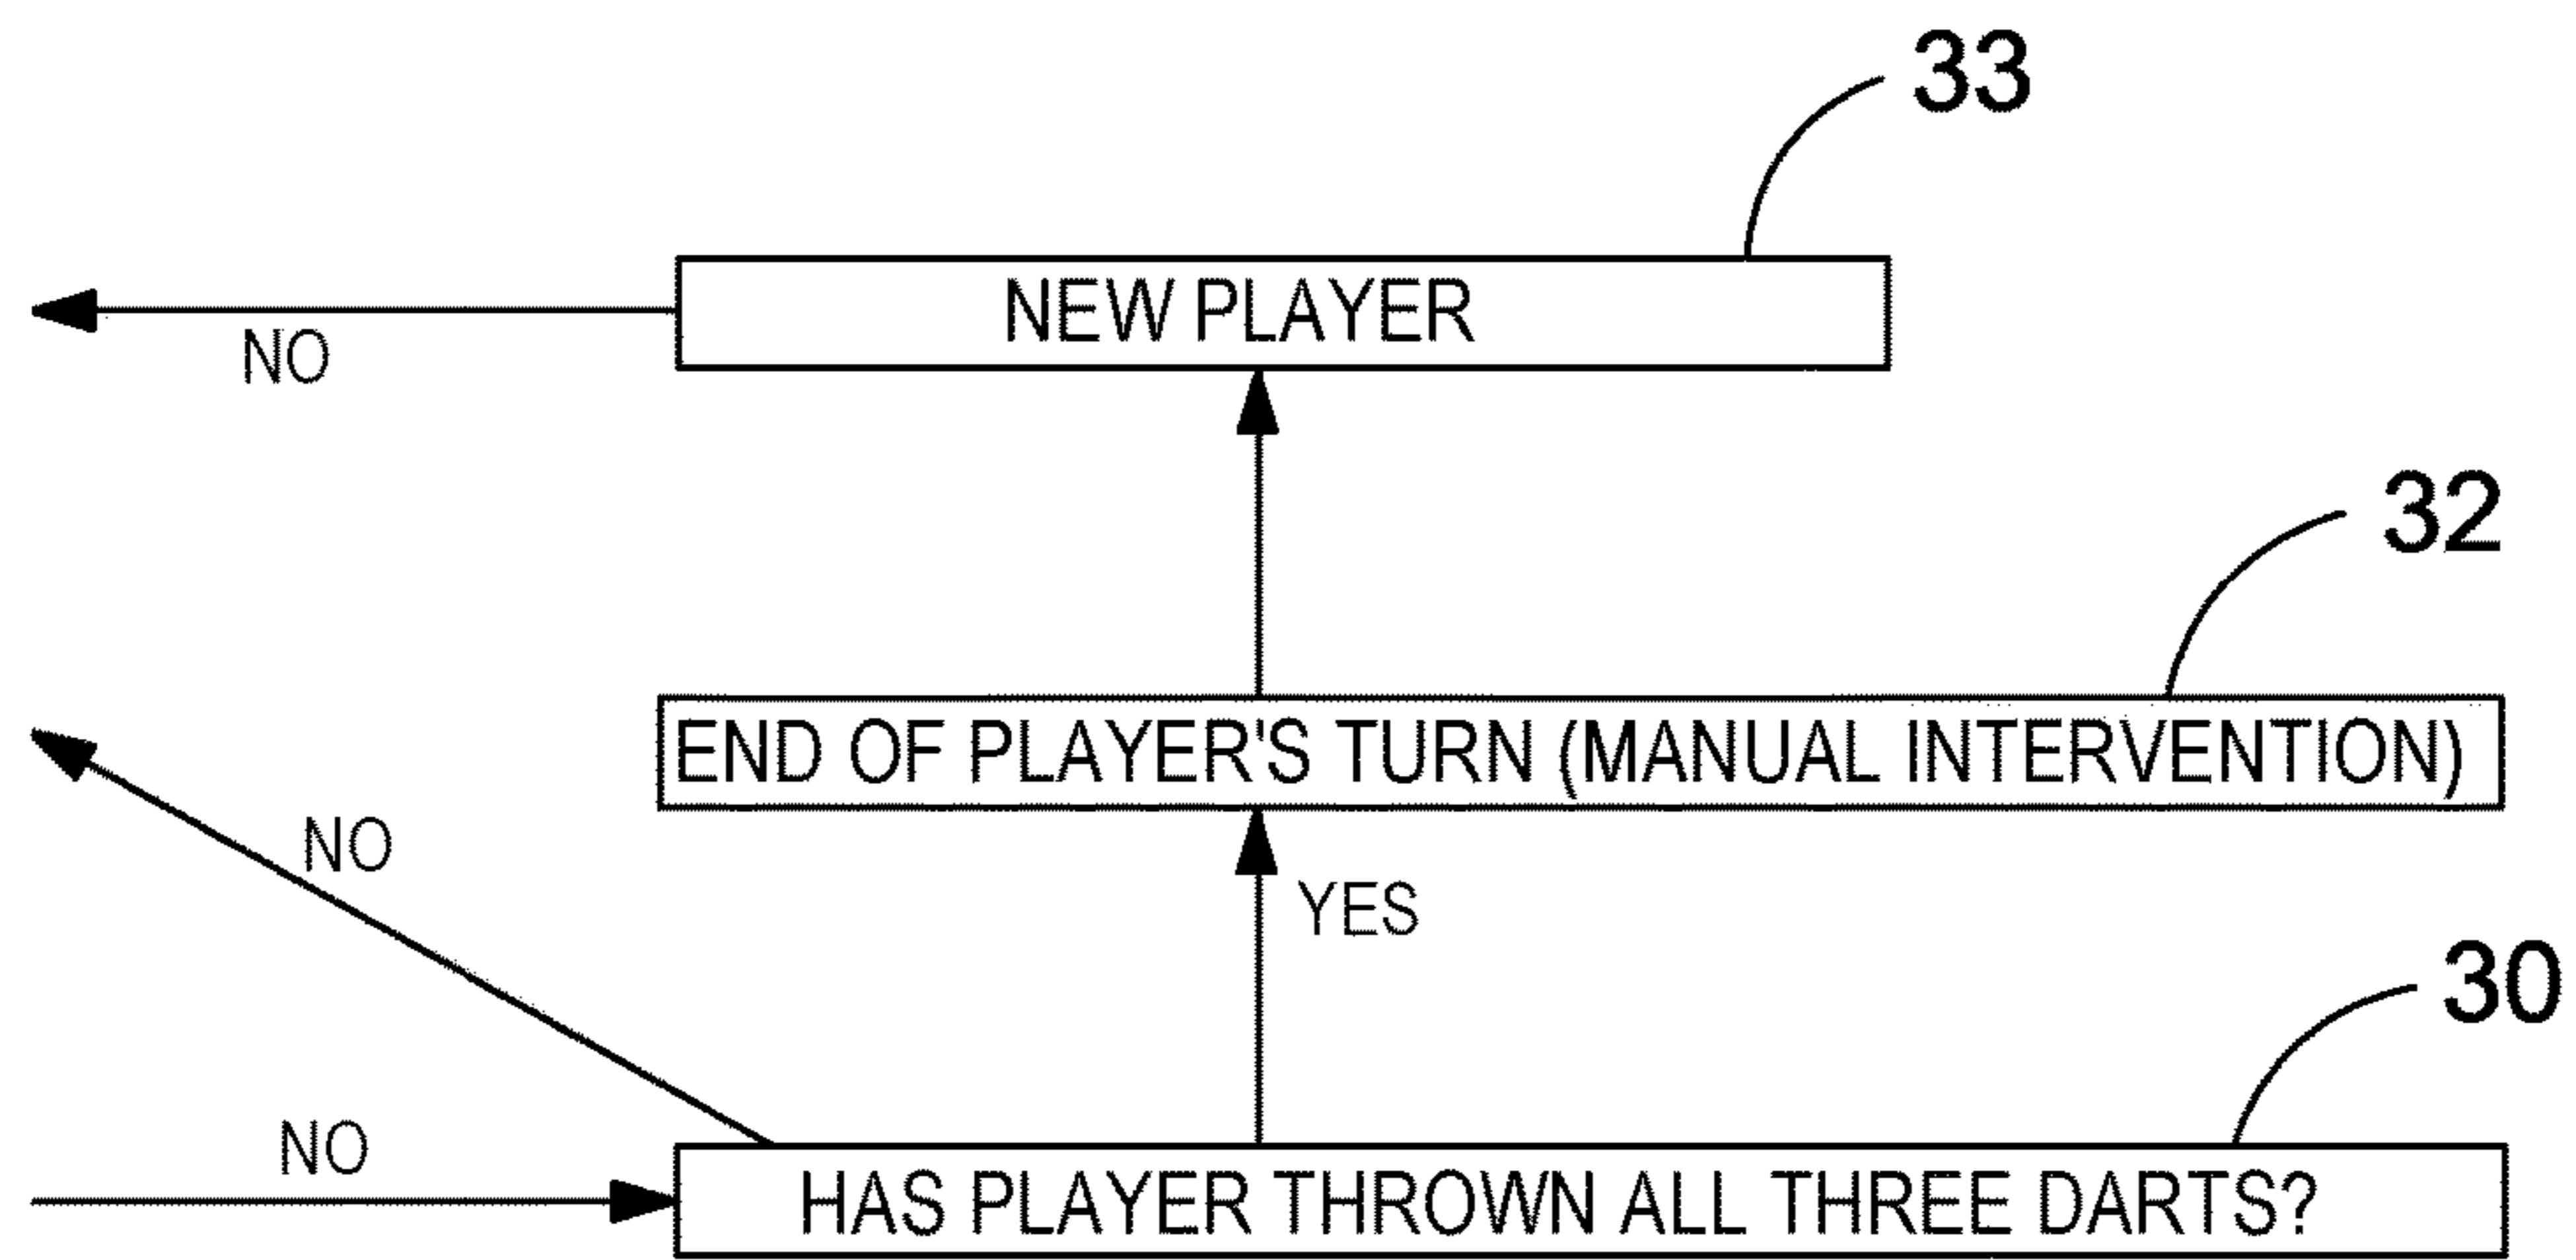 33
NEW PLAYER
NO
32
END OF PLAYER'S TURN (MANUAL INTERVENTION)
NO
YES
30
NO
HAS PLAYER THROWN ALL THREE DARTS?